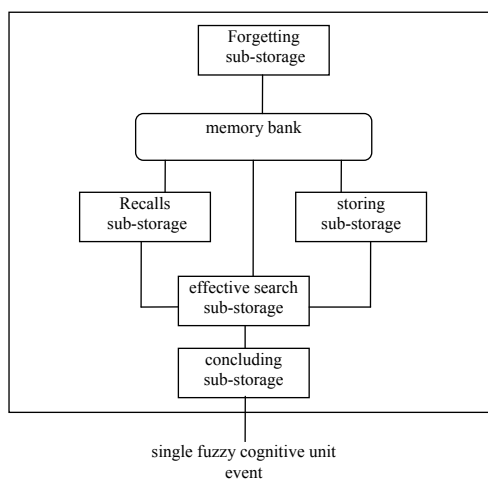 Forgetting
sub-storage
memory bank
Recalls
sub-storage
storing
sub-storage
effective search
sub-storage
concluding
sub-storage
single fuzzy cognitive unit
event